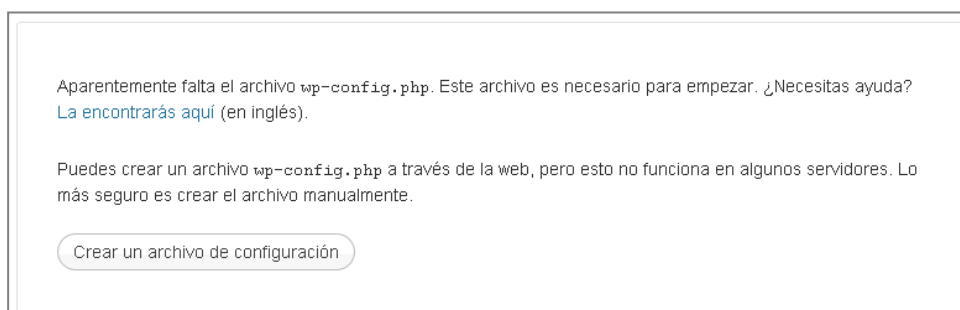 Aparentemente falta el archivo wp-config.php. Este archivo es necesario para empezar. ¿Necesitas ayuda?
La encontrarás aquí (en inglés).
Puedes crear un archivo wp-config.php a través de la web, pero esto no funciona en algunos servidores. Lo
más seguro es crear el archivo manualmente.
Crear un archivo de configuración